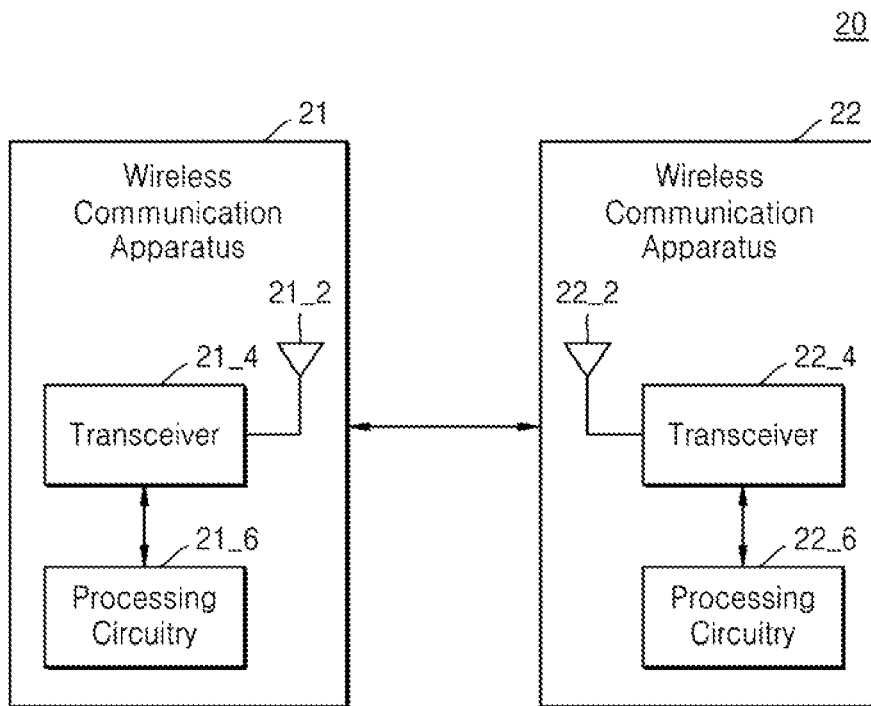 20
21
22
Wireless
Communication
Apparatus
Wireless
Communication
Apparatus
21_2
22_2
21_4
22_4
Transceiver
Transceiver
21_6
22_6
Processing
Circuitry
Processing
Circuitry